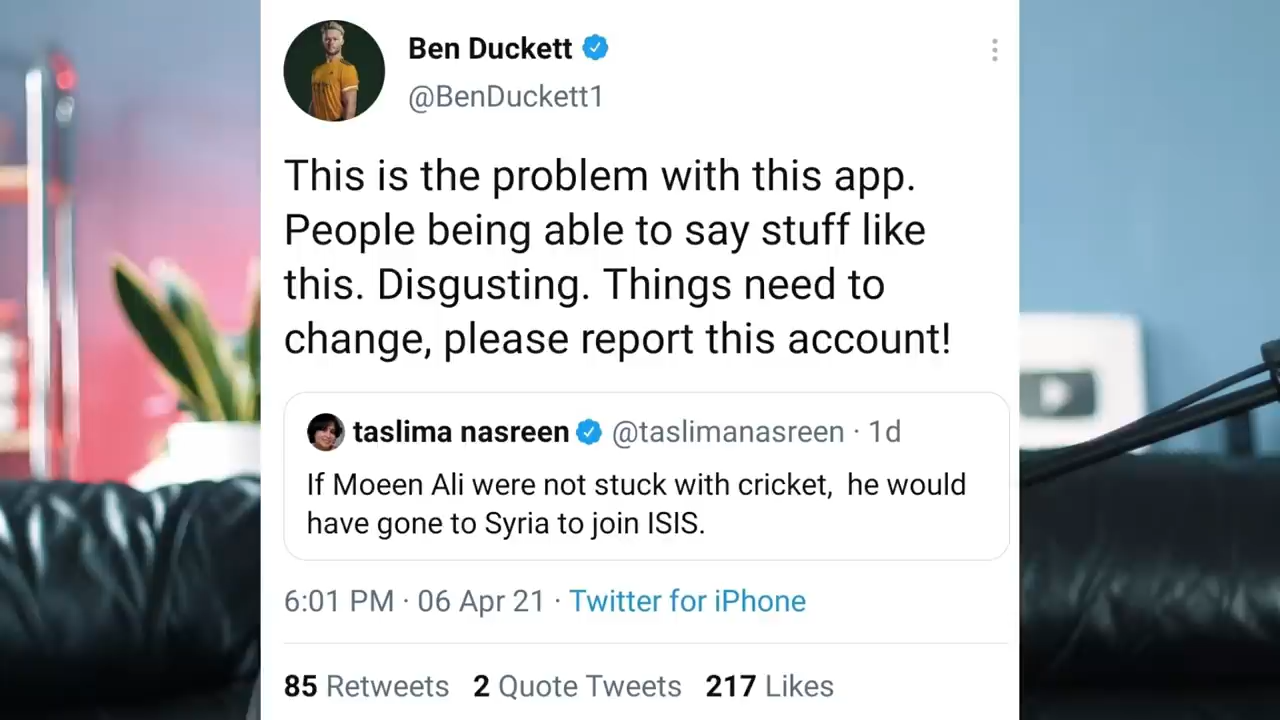 Ben Duckett
@BenDuckett1
This is the problem with this app.
People being able to say stuff like
this. Disgusting. Things need to
change, please report this account!
taslima nasreen @taslimanasreen · 1d
If Moeen Ali were not stuck with cricket,  he would
have gone to Syria to join ISIS.
6:01 PM · 06 Apr 21 · Twitter for iPhone
85 Retweets 2 Quote Tweets 217 Likes